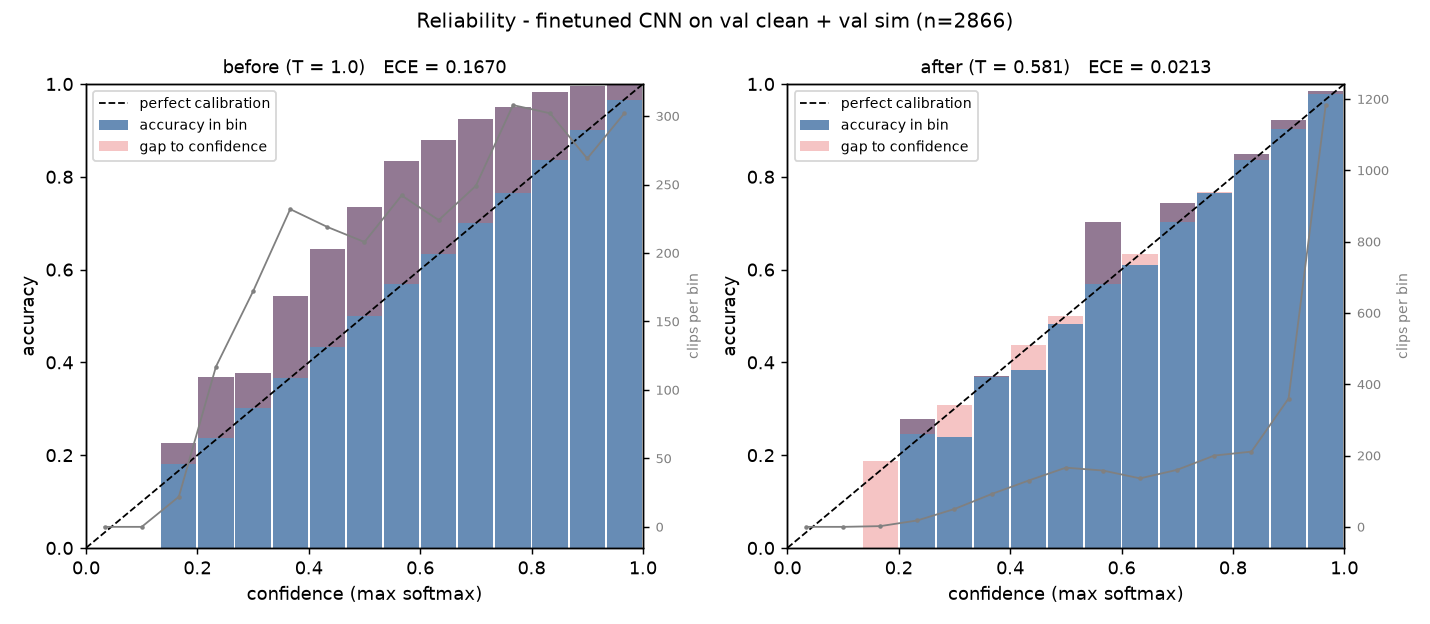 Reliability - finetuned CNN on val clean + val sim (n=2866)
before (T = 1.0)   ECE = 0.1670
perfect calibration
accuracy in bin
gap to confidence
1.0
0.8
0.6
0.4
0.2
0.0
accuracy
0.0 0.2 0.4 0.6 0.8 1.0
confidence (max softmax)
300
250
200
150
100
50
0
clips per bin
after (T = 0.581)   ECE = 0.0213
perfect calibration
accuracy in bin
gap to confidence
1.0
0.8
0.6
0.4
0.2
0.0
accuracy
0.0 0.2 0.4 0.6 0.8 1.0
confidence (max softmax)
1200
1000
800
600
400
200
0
clips per bin